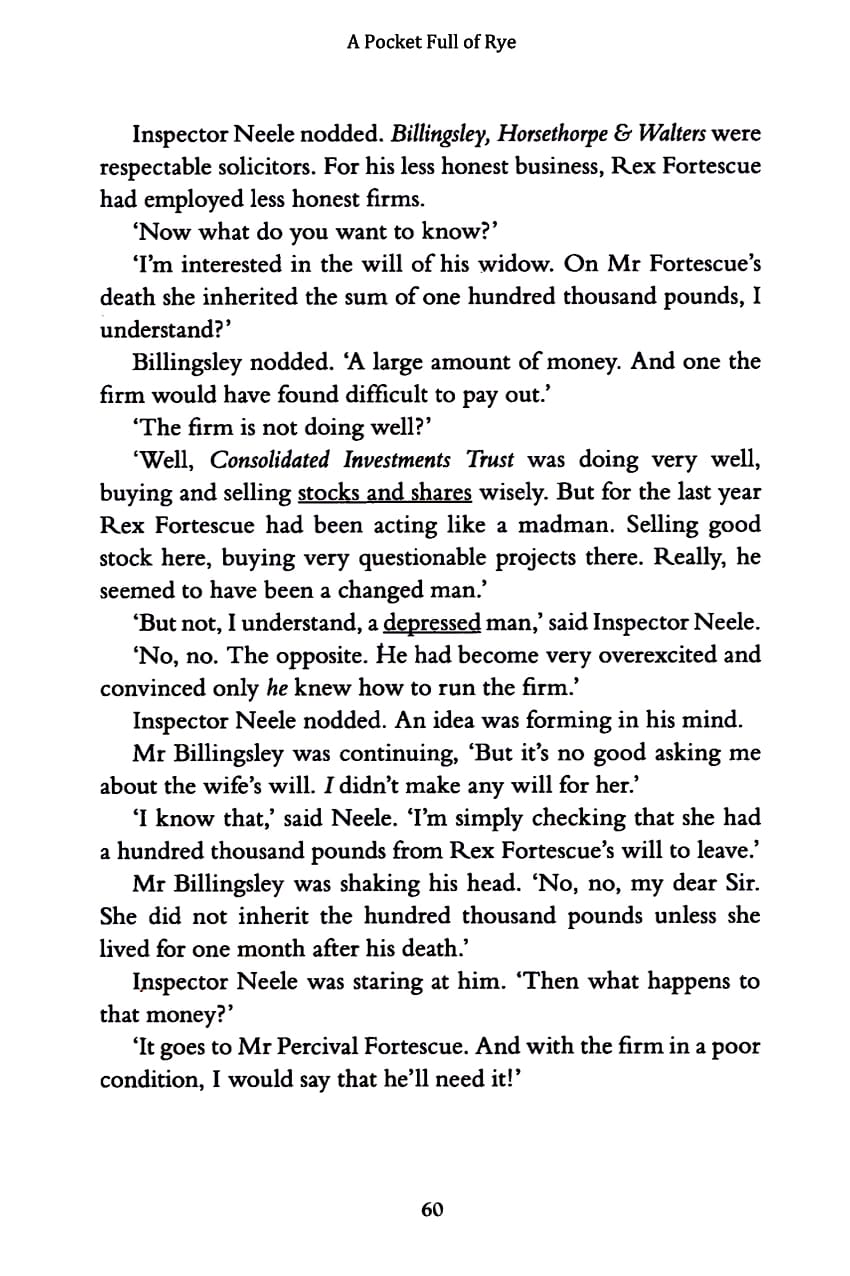 A Pocket Full of Rye
Inspector Neele nodded. Billingsley, Horsethorpe & Walters were
respectable solicitors. For his less honest business, Rex Fortescue
had employed less honest firms.
‘Now what do you want to know?’
‘I’m interested in the will of his widow. On Mr Fortescue’s
death she inherited the sum of one hundred thousand pounds, I
understand?’
Billingsley nodded. ‘A large amount of money. And one the
firm would have found difficult to pay out.’
‘The firm is not doing well?’
‘Well, Consolidated Investments Trust was doing very well,
buying and selling stocks and shares wisely. But for the last year
Rex Fortescue had been acting like a madman. Selling good
stock here, buying very questionable projects there. Really, he
seemed to have been a changed man.’
‘But not, I understand, a depressed man,’ said Inspector Neele.
‘No, no. The opposite. He had become very overexcited and
convinced only he knew how to run the firm.’
Inspector Neele nodded. An idea was forming in his mind.
Mr Billingsley was continuing, ‘But it’s no good asking me
about the wife’s will. I didn’t make any will for her.’
‘I know that,’ said Neele. ‘I’m simply checking that she had
a hundred thousand pounds from Rex Fortescue’s will to leave.’
Mr Billingsley was shaking his head. ‘No, no, my dear Sir.
She did not inherit the hundred thousand pounds unless she
lived for one month after his death.’
Inspector Neele was staring at him. ‘Then what happens to
that money?’
‘It goes to Mr Percival Fortescue. And with the firm in a poor
condition, I would say that he’ll need it!’
60